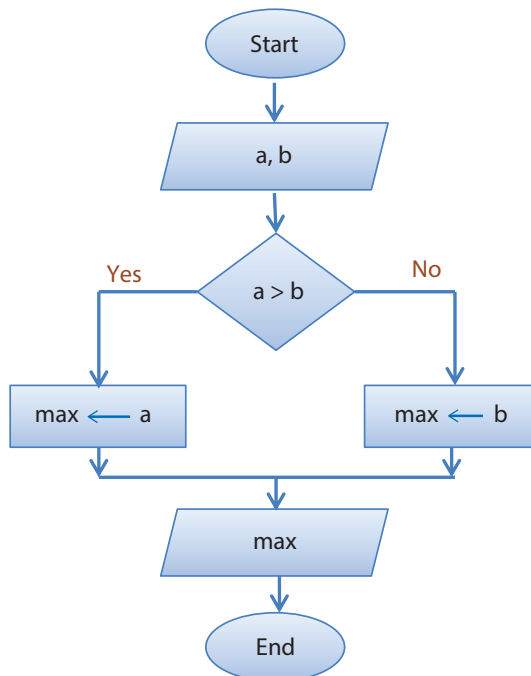 Start
a, b
Yes
No
a > b
max ← a
max ← b
max
End